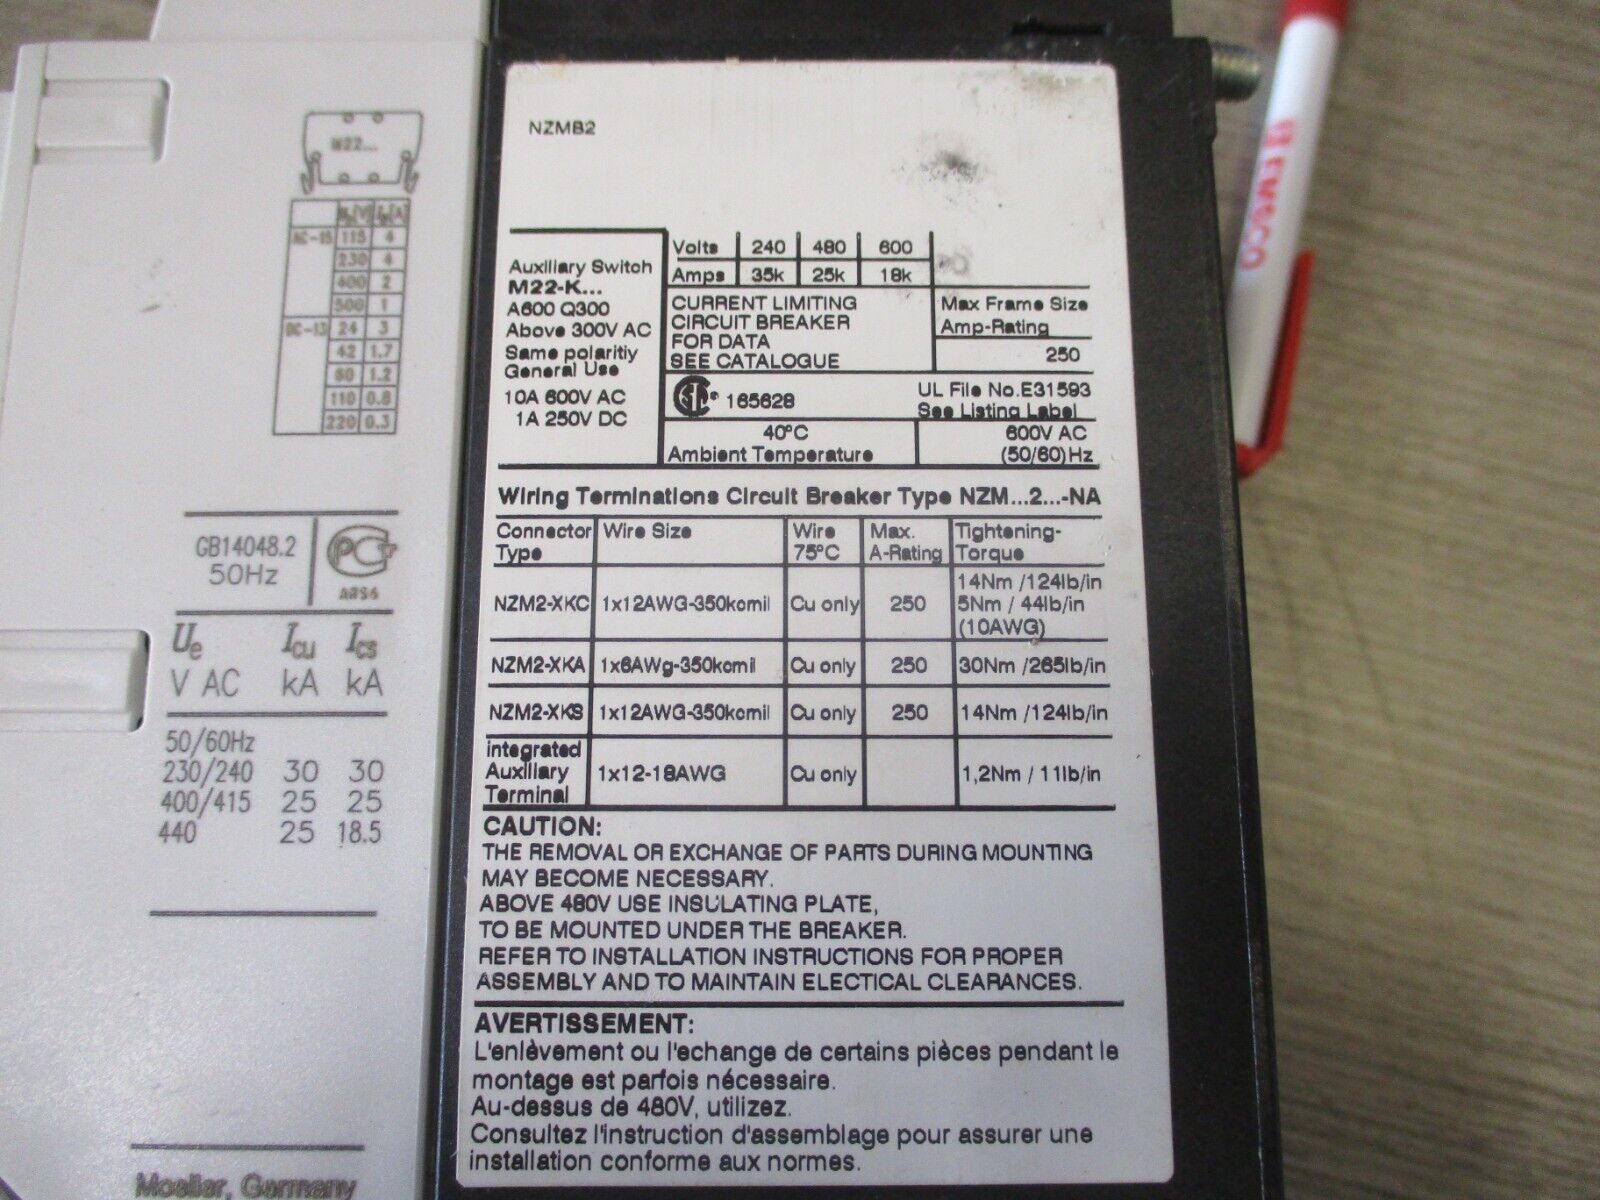 M22...
Ue[V] Ie[A]
AC-15 115 4
230 4
400 2
500 1
DC-13 24 3
42 1.7
60 1.2
110 0.6
220 0.3
GB14048.2
50Hz
PCT
Ue Icu Ics
V AC kA kA
50/60Hz
230/240 30 30
400/415 25 25
440 25 18.5
Moeller, Germany
NZMB2
Auxiliary Switch
M22-K...
A600 Q300
Above 300V AC
Same polaritiy
General Use
10A 600V AC
1A 250V DC
Volts 240 480 600
Amps 35k 25k 18k
CURRENT LIMITING
CIRCUIT BREAKER
FOR DATA
SEE CATALOGUE
Max Frame Size
Amp-Rating
250
165628
UL File No.E31593
See Listing Label
40°C
Ambient Temperature
600V AC
(50/60)Hz
Wiring Terminations Circuit Breaker Type NZM...2...-NA
Connector Type Wire Size Wire 75°C Max. A-Rating Tightening-Torque
NZM2-XKC 1x12AWG-350kcmil Cu only 250 14Nm /124lb/in
5Nm / 44lb/in
(10AWG)
NZM2-XKA 1x6AWg-350kcmil Cu only 250 30Nm /265lb/in
NZM2-XKS 1x12AWG-350kcmil Cu only 250 14Nm /124lb/in
integrated
Auxiliary
Terminal
1x12-18AWG Cu only 1,2Nm / 11lb/in
CAUTION:
THE REMOVAL OR EXCHANGE OF PARTS DURING MOUNTING
MAY BECOME NECESSARY.
ABOVE 480V USE INSULATING PLATE,
TO BE MOUNTED UNDER THE BREAKER.
REFER TO INSTALLATION INSTRUCTIONS FOR PROPER
ASSEMBLY AND TO MAINTAIN ELECTICAL CLEARANCES.
AVERTISSEMENT:
L'enlèvement ou l'echange de certains pièces pendant le
montage est parfois nécessaire.
Au-dessus de 480V, utilizez.
Consultez l'instruction d'assemblage pour assurer une
installation conforme aux normes.